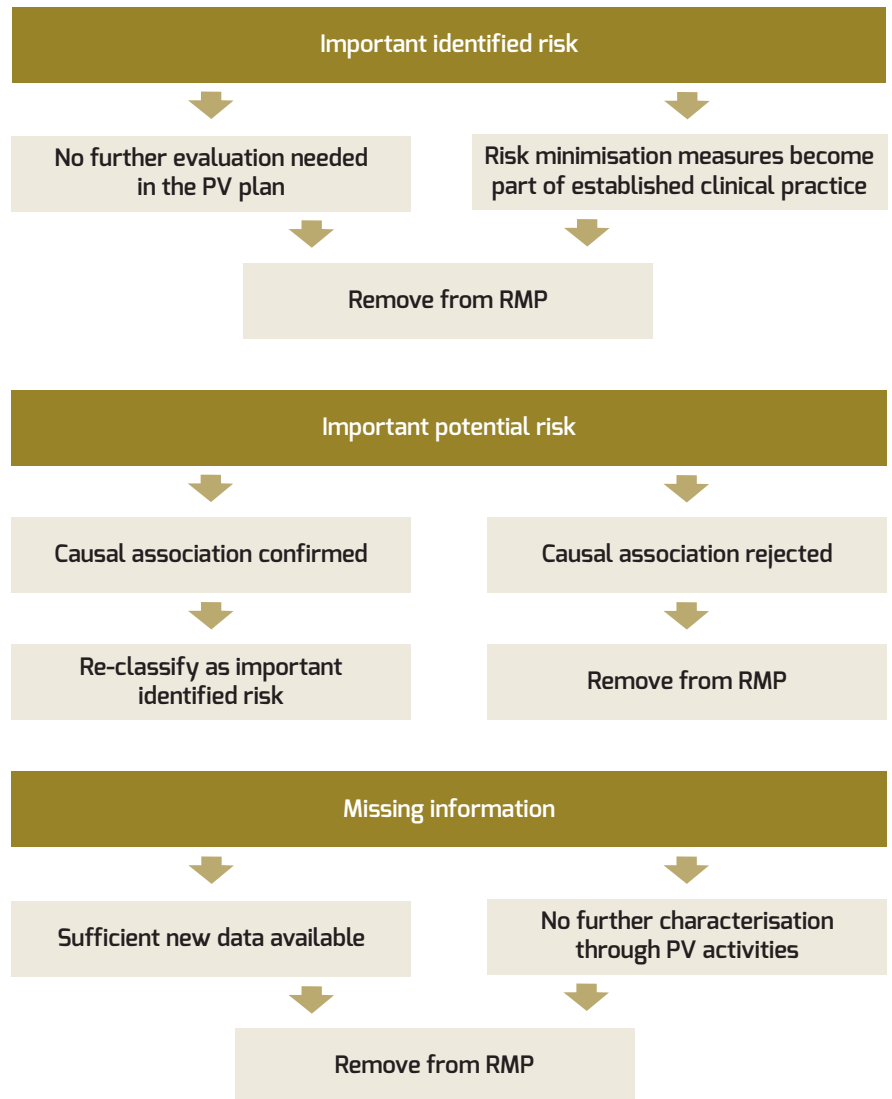 Important identified risk
No further evaluation needed
in the PV plan
Risk minimisation measures become
part of established clinical practice
Remove from RMP
Important potential risk
Causal association confirmed
Causal association rejected
Re-classify as important
identified risk
Remove from RMP
Missing information
Sufficient new data available
No further characterisation
through PV activities
Remove from RMP